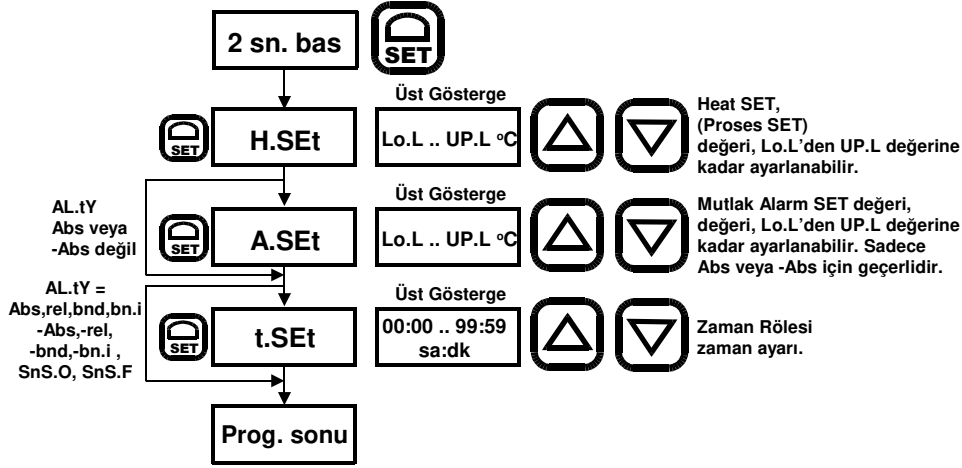 2 sn. bas
SET
Üst Gösterge
SET
H.SEt
Lo.L .. UP.L ºC
Heat SET,
(Proses SET)
değeri, Lo.L'den UP.L değerine
kadar ayarlanabilir.
AL.tY
Abs veya
-Abs değil
Üst Gösterge
SET
A.SEt
Lo.L .. UP.L ºC
Mutlak Alarm SET değeri,
değeri, Lo.L'den UP.L değerine
kadar ayarlanabilir. Sadece
Abs veya -Abs için geçerlidir.
AL.tY =
Abs,rel,bnd,bn.i
-Abs,-rel,
-bnd,-bn.i ,
SnS.O, SnS.F
Üst Gösterge
SET
t.SEt
00:00 .. 99:59
sa:dk
Zaman Rölesi
zaman ayarı.
Prog. sonu